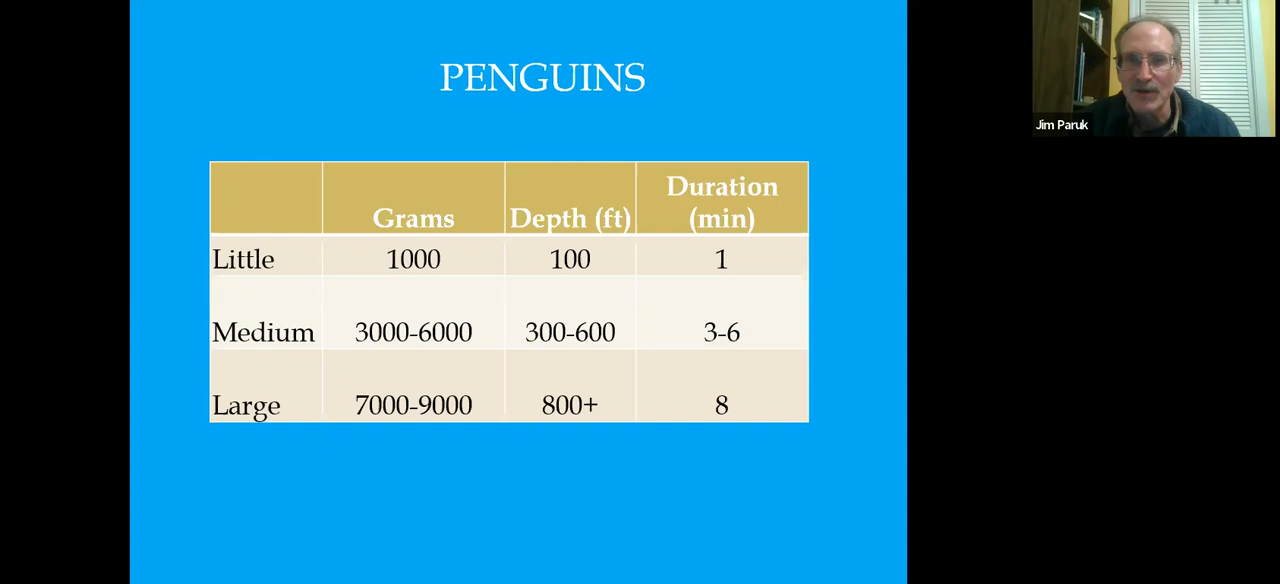 PENGUINS
Jim Paruk
Grams Depth (ft) Duration (min)
Little 1000 100 1
Medium 3000-6000 300-600 3-6
Large 7000-9000 800+ 8